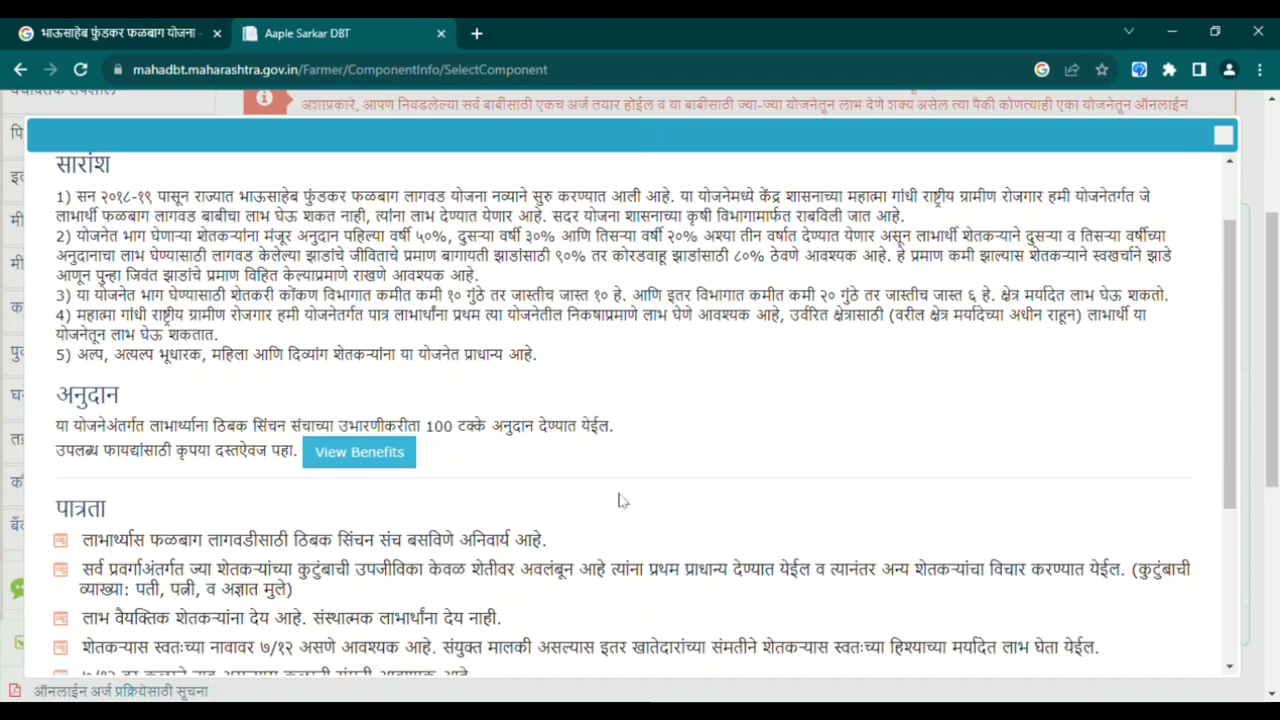 भाऊसाहेब फुंडकर फळबाग योजना -
Aaple Sarkar DBT
mahadbt.maharashtra.gov.in/Farmer/ComponentInfo/SelectComponent
अशाप्रकारे, आपण निवडलेल्या सर्व बाबींसाठी एकच अर्ज तयार होईल व या बाबींसाठी ज्या-ज्या योजनेतून लाभ देणे शक्य असेल त्या पैकी कोणत्याही एका योजनेतून ऑनलाईन
सारांश
1) सन २०१८-१९ पासून राज्यात भाऊसाहेब फुंडकर फळबाग लागवड योजना नव्याने सुरु करण्यात आली आहे. या योजनेमध्ये केंद्र शासनाच्या महात्मा गांधी राष्ट्रीय ग्रामीण रोजगार हमी योजनेतर्गत जे
लाभार्थी फळबाग लागवड बाबीचा लाभ घेऊ शकत नाही, त्यांना लाभ देण्यात येणार आहे. सदर योजना शासनाच्या कृषी विभागामार्फत राबविली जात आहे.
2) योजनेत भाग घेणाऱ्या शेतकऱ्यांना मंजूर अनुदान पहिल्या वर्षी ५०%, दुसऱ्या वर्षी ३०% आणि तिसऱ्या वर्षी २०% अश्या तीन वर्षात देण्यात येणार असून लाभार्थी शेतकऱ्याने दुसऱ्या व तिसऱ्या वर्षीच्या
अनुदानाचा लाभ घेण्यासाठी लागवड केलेल्या झाडांचे जीविताचे प्रमाण बागायती झाडांसाठी ९०% तर कोरडवाहू झाडांसाठी ८०% ठेवणे आवश्यक आहे. हे प्रमाण कमी झाल्यास शेतकऱ्याने स्वखर्चाने झाडे
आणून पुन्हा जिवंत झाडांचे प्रमाण विहित केल्याप्रमाणे राखणे आवश्यक आहे.
3) या योजनेत भाग घेण्यासाठी शेतकरी कोंकण विभागात कमीत कमी १० गुंठे तर जास्तीच जास्त १० हे. आणि इतर विभागात कमीत कमी २० गुंठे तर जास्तीच जास्त ६ हे. क्षेत्र मर्यादेत लाभ घेऊ शकतो.
4) महात्मा गांधी राष्ट्रीय ग्रामीण रोजगार हमी योजनेतर्गत पात्र लाभार्थांना प्रथम त्या योजनेतील निकषाप्रमाणे लाभ घेणे आवश्यक आहे, उर्वरित क्षेत्रासाठी (वरील क्षेत्र मर्यादेच्या अधीन राहून) लाभार्थी या
योजनेतून लाभ घेऊ शकतात.
5) अल्प, अत्यल्प भूधारक, महिला आणि दिव्यांग शेतकऱ्यांना या योजनेत प्राधान्य आहे.
अनुदान
या योजनेअंतर्गत लाभार्थ्याना ठिबक सिंचन संचाच्या उभारणीकरीता 100 टक्के अनुदान देण्यात येईल.
उपलब्ध फायद्यांसाठी कृपया दस्तऐवज पहा. View Benefits
पात्रता
लाभार्थ्यास फळबाग लागवडीसाठी ठिबक सिंचन संच बसविणे अनिवार्य आहे.
सर्व प्रवर्गाअंतर्गत ज्या शेतकऱ्यांच्या कुटुंबाची उपजीविका केवळ शेतीवर अवलंबून आहे त्यांना प्रथम प्राधान्य देण्यात येईल व त्यानंतर अन्य शेतकऱ्यांचा विचार करण्यात येईल. (कुटुंबाची
व्याख्या: पती, पत्नी, व अज्ञात मुले)
लाभ वैयक्तिक शेतकऱ्यांना देय आहे. संस्थात्मक लाभार्थांना देय नाही.
शेतकऱ्यास स्वतःच्या नावावर ७/१२ असणे आवश्यक आहे. संयुक्त मालकी असल्यास इतर खातेदारांच्या संमतीने शेतकऱ्यास स्वतःच्या हिश्याच्या मर्यादेत लाभ घेता येईल.
ऑनलाईन अर्ज प्रक्रियेसाठी सूचना